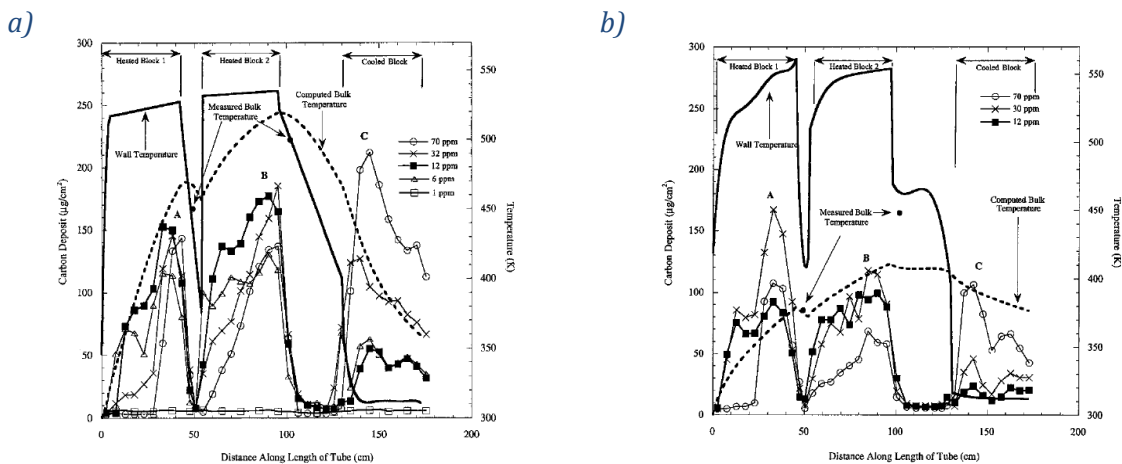 a)
300
250
200
150
100
50
0
Carbon Deposit (µg/cm²)
550
500
450
400
350
300
Temperature (K)
0
50
100
150
200
Distance Along Length of Tube (cm)
Heated Block 1
Heated Block 2
Cooled Block
Measured Bulk
Temperature
Computed Bulk
Temperature
Wall Temperature
A
B
C
70 ppm
32 ppm
12 ppm
6 ppm
1 ppm
b)
300
250
200
150
100
50
0
Carbon Deposit (µg/cm²)
550
500
450
400
350
300
Temperature (K)
0
50
100
150
200
Distance Along Length of Tube (cm)
Heated Block 1
Heated Block 2
Cooled Block
70 ppm
30 ppm
12 ppm
Wall Temperature
A
B
C
Measured Bulk
Temperature
Computed Bulk
Temperature